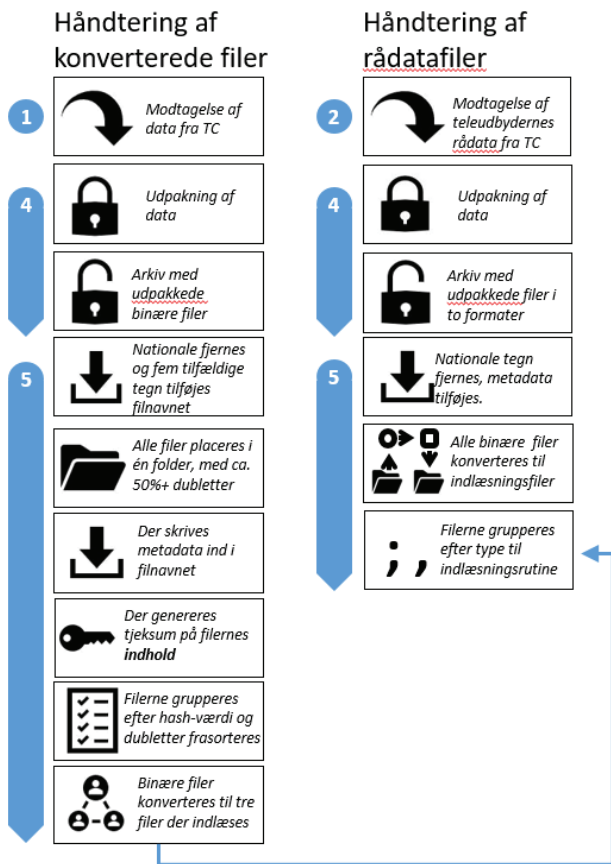 Håndtering af
konverterede filer
1
Modtagelse af
data fra TC
4
Udpakning af
data
Arkiv med
udpakkede
binære filer
5
Nationale fjernes
og fem tilfældige
tegn tilføjes
filnavnet
Alle filer placeres i
én folder, med ca.
50%+ dubletter
Der skrives
metadata ind i
filnavnet
Der genereres
tjeksum på filernes
indhold
Filerne grupperes
efter hash-værdi og
dubletter frasorteres
Binære filer
konverteres til tre
filer der indlæses
Håndtering af
rådatafiler
2
Modtagelse af
teleudbydernes
rådata fra TC
4
Udpakning af
data
Arkiv med
udpakkede filer i
to formater
5
Nationale tegn
fjernes, metadata
tilføjes.
Alle binære filer
konverteres til
indlæsningsfiler
; ,
Filerne grupperes
efter type til
indlæsningsrutine